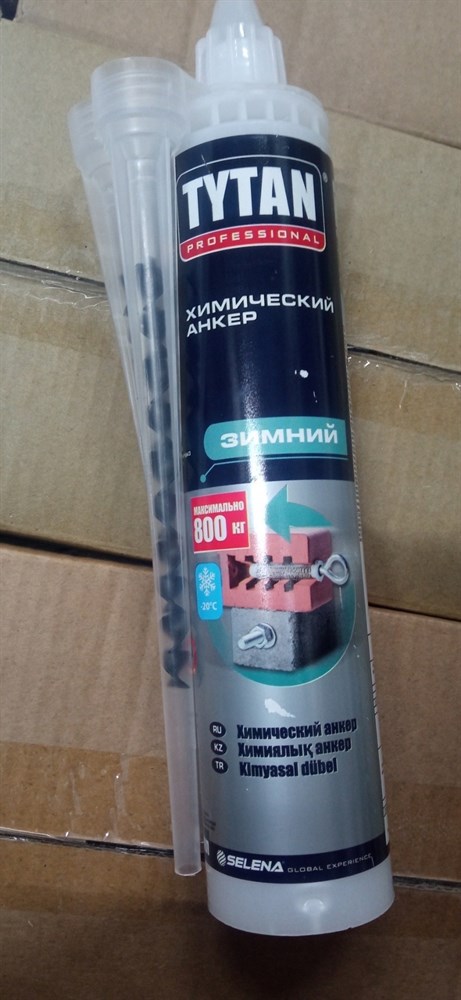 TYTAN®
PROFESSIONAL
ХИМИЧЕСКИЙ
АНКЕР
ЗИМНИЙ
МАКСИМАЛЬНО
800 кг
-20°C
RU Химический анкер
KZ Химиялық анкер
TR Kimyasal dübel
SELENA GLOBAL EXPERIENCE